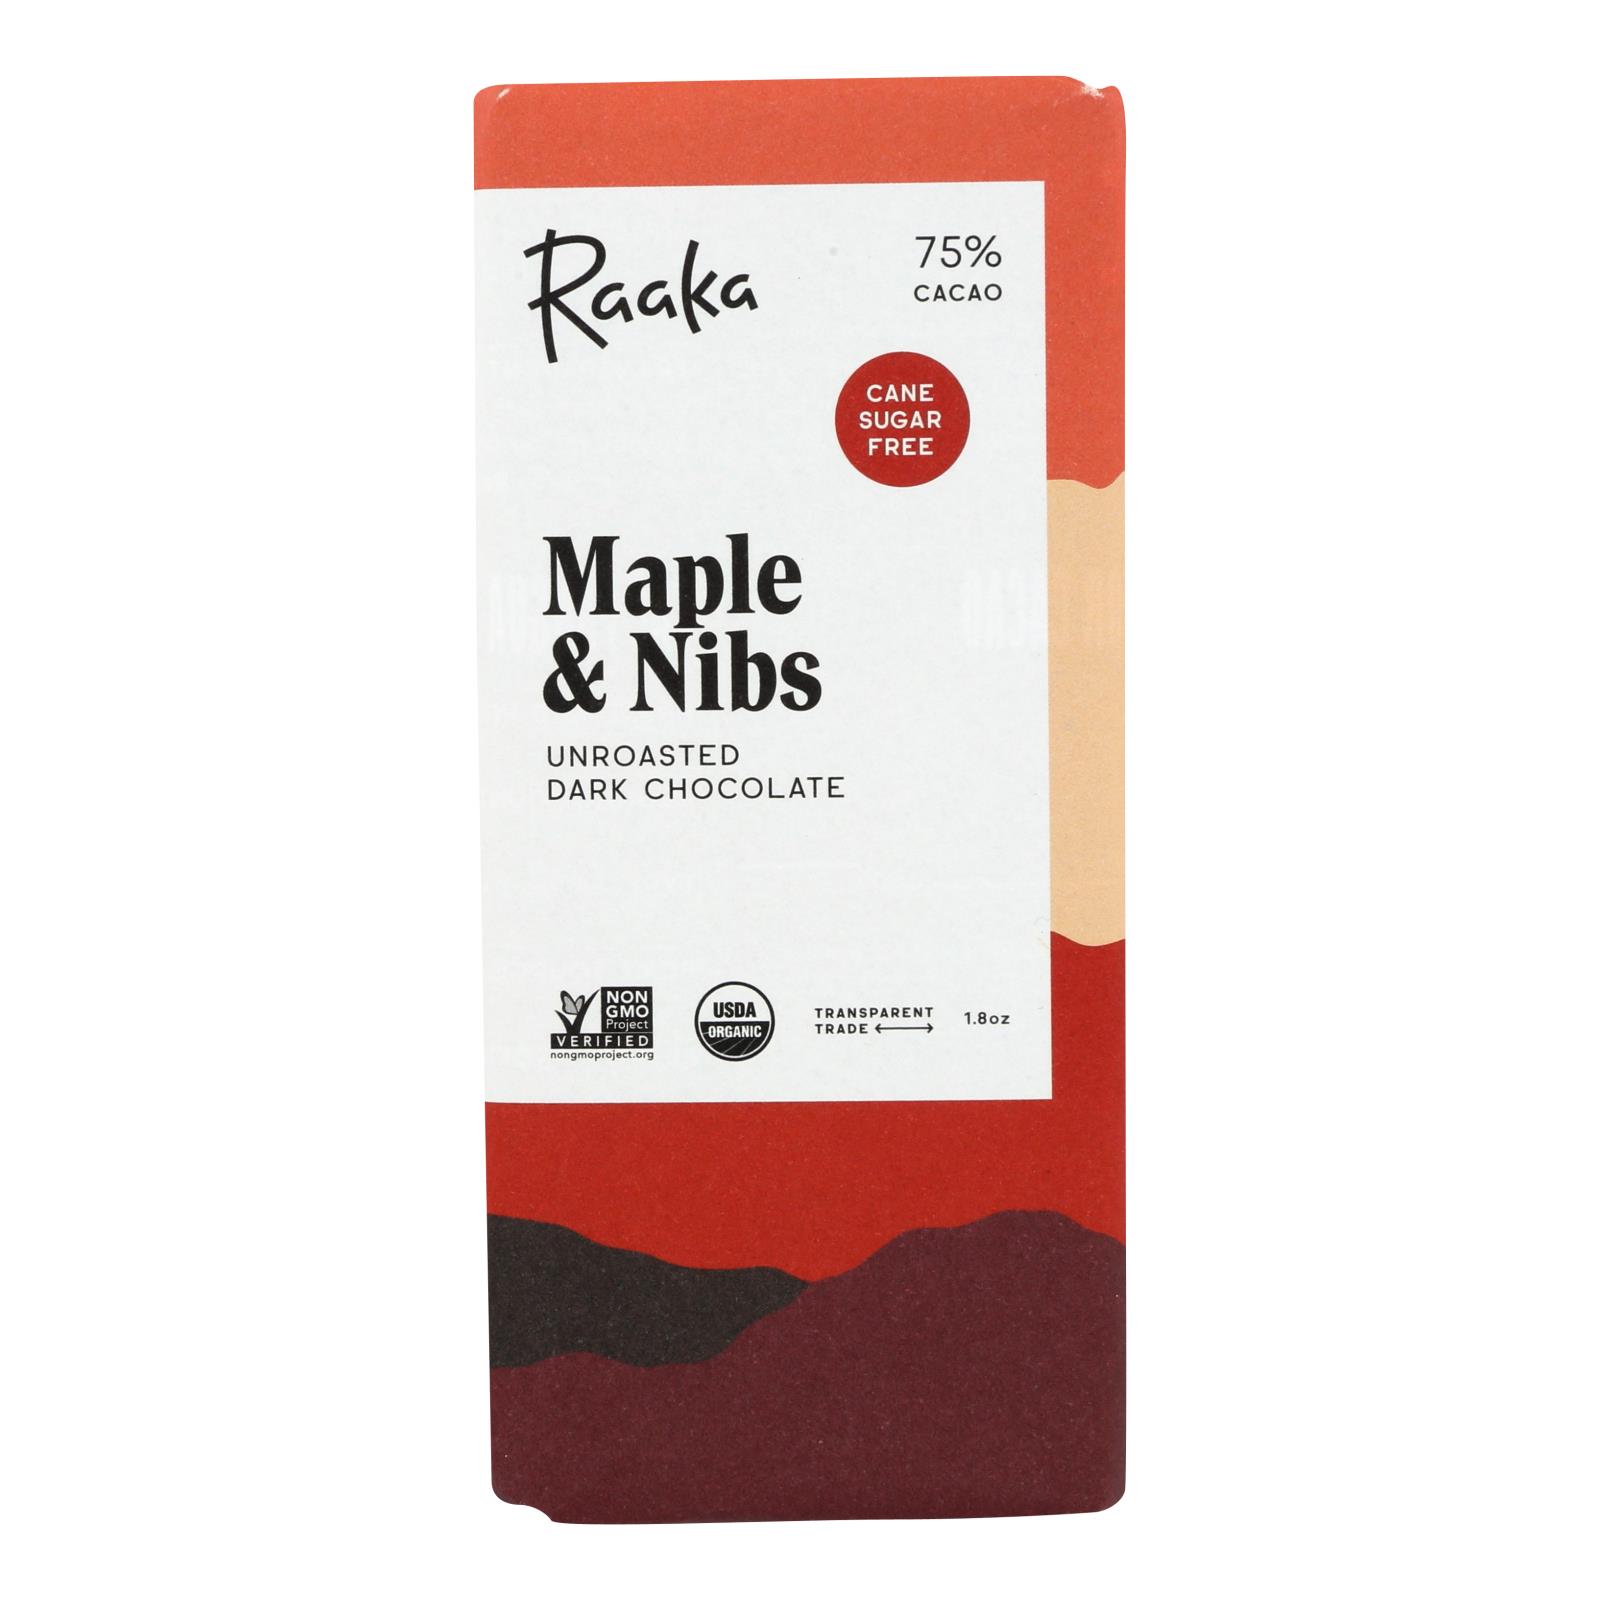 Raaka
75%
CACAO
CANE
SUGAR
FREE
Maple
& Nibs
UNROASTED
DARK CHOCOLATE
NON
GMO
Project
VERIFIED
nongmoproject.org
USDA
ORGANIC
TRANSPARENT
TRADE
1.8oz